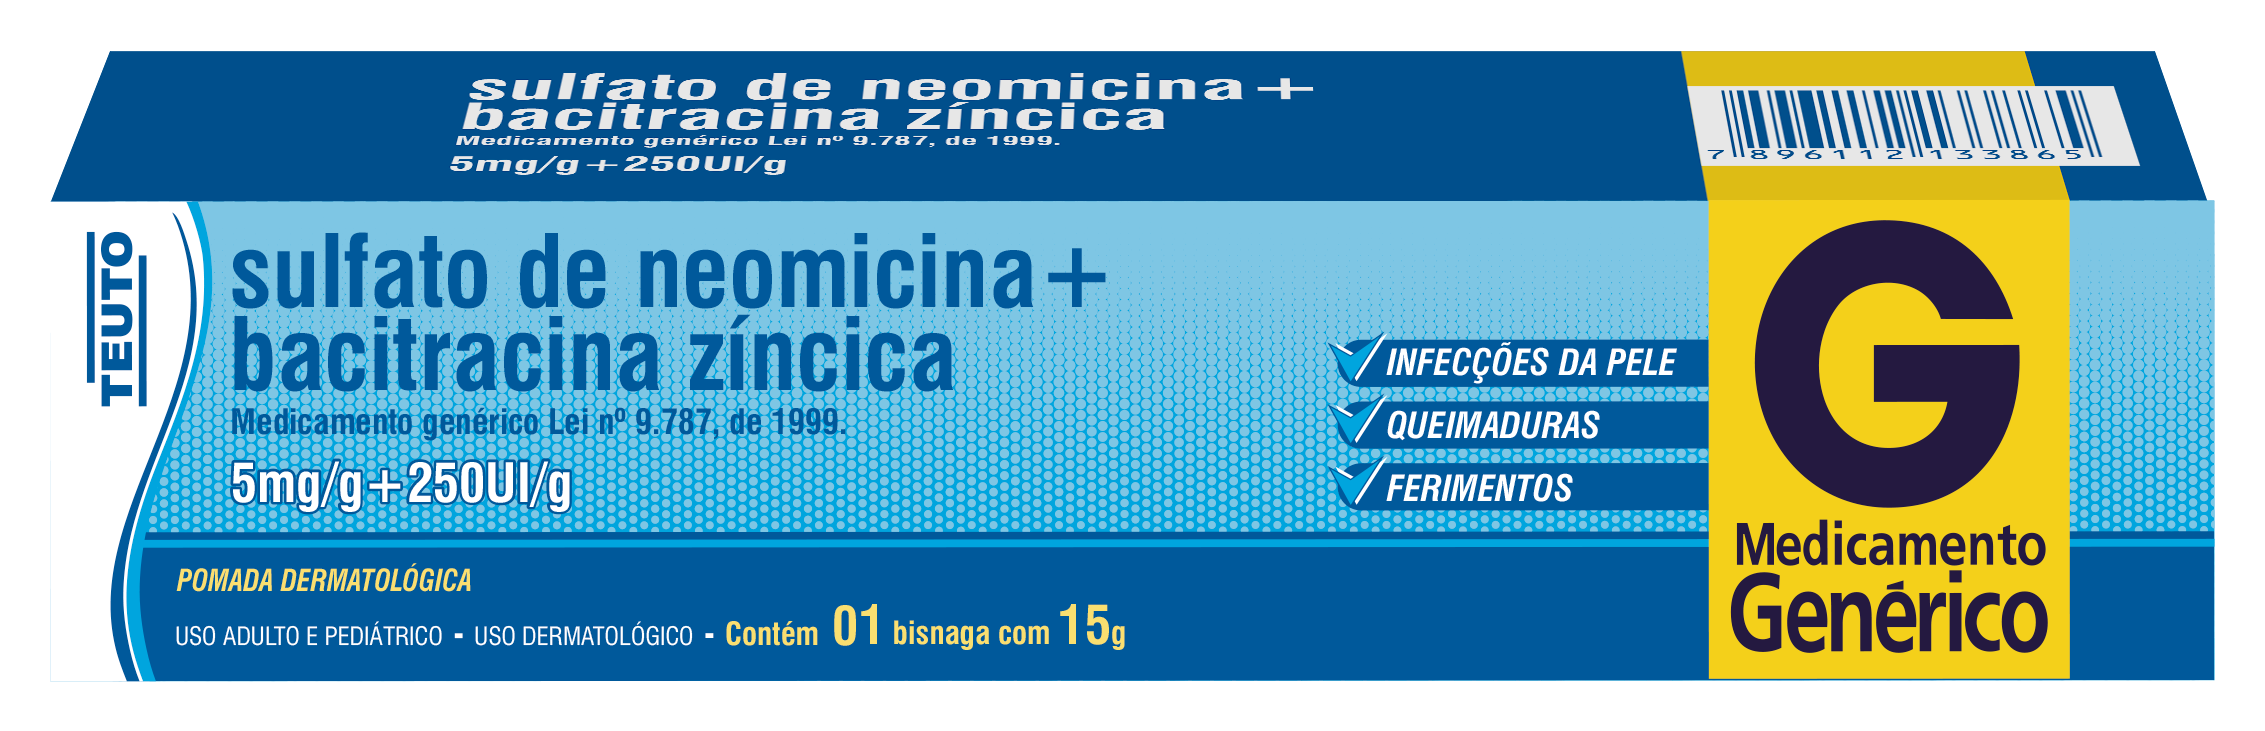 sulfato de neomicina+
bacitracina zíncica
Medicamento genérico Lei nº 9.787, de 1999.
5mg/g+250UI/g
7 896112 133865
TEUTO
sulfato de neomicina+
bacitracina zíncica
Medicamento genérico Lei nº 9.787, de 1999.
5mg/g+250UI/g
INFECÇÕES DA PELE
QUEIMADURAS
FERIMENTOS
G
Medicamento
Genérico
POMADA DERMATOLÓGICA
USO ADULTO E PEDIÁTRICO - USO DERMATOLÓGICO - Contém 01 bisnaga com 15g